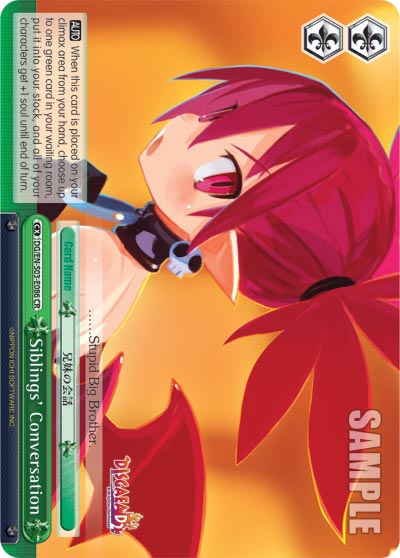 AUTO When this card is placed on your
climax area from your hand, choose up
to one green card in your waiting room,
put it into your stock, and all of your
characters get +1 soul until end of turn.
……Stupid Big Brother.
Card Name
兄妹の会話
CX DG/EN-S03-E086 CR
Siblings' Conversation
©NIPPON ICHI SOFTWARE INC.
DISGAEA D2
SAMPLE